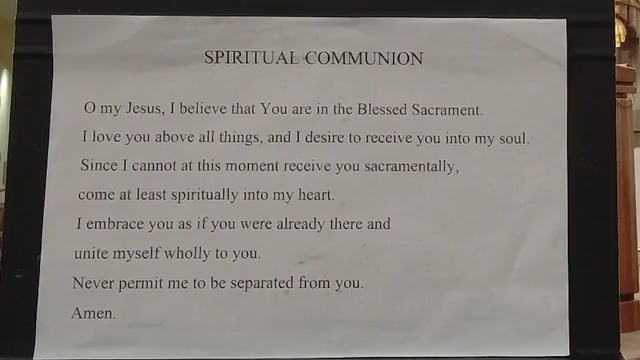 SPIRITUAL COMMUNION
O my Jesus, I believe that You are in the Blessed Sacrament.
I love you above all things, and I desire to receive you into my soul.
Since I cannot at this moment receive you sacramentally,
come at least spiritually into my heart.
I embrace you as if you were already there and
unite myself wholly to you.
Never permit me to be separated from you.
Amen.